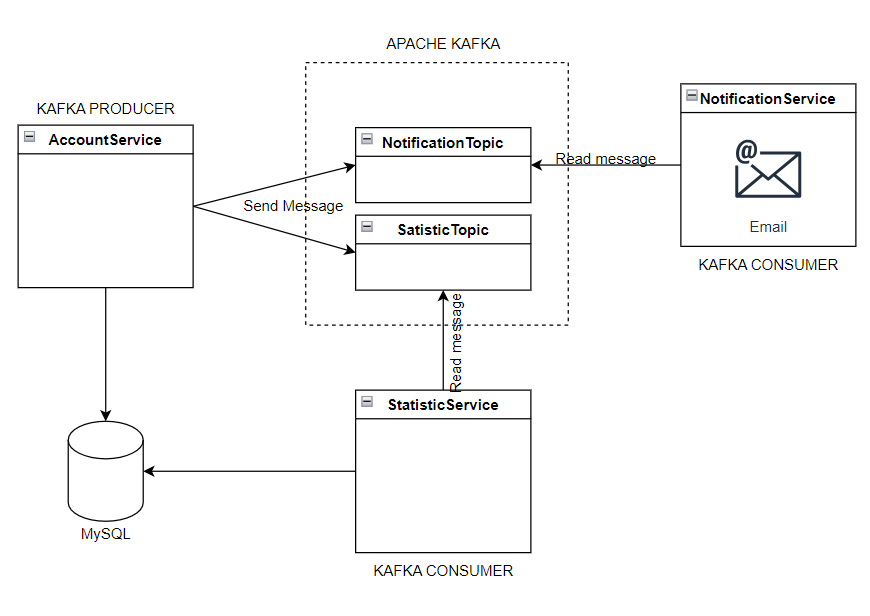 APACHE KAFKA
KAFKA PRODUCER
AccountService
NotificationTopic
NotificationService
Read message
Send Message
SatisticTopic
Email
KAFKA CONSUMER
Read message
StatisticService
MySQL
KAFKA CONSUMER